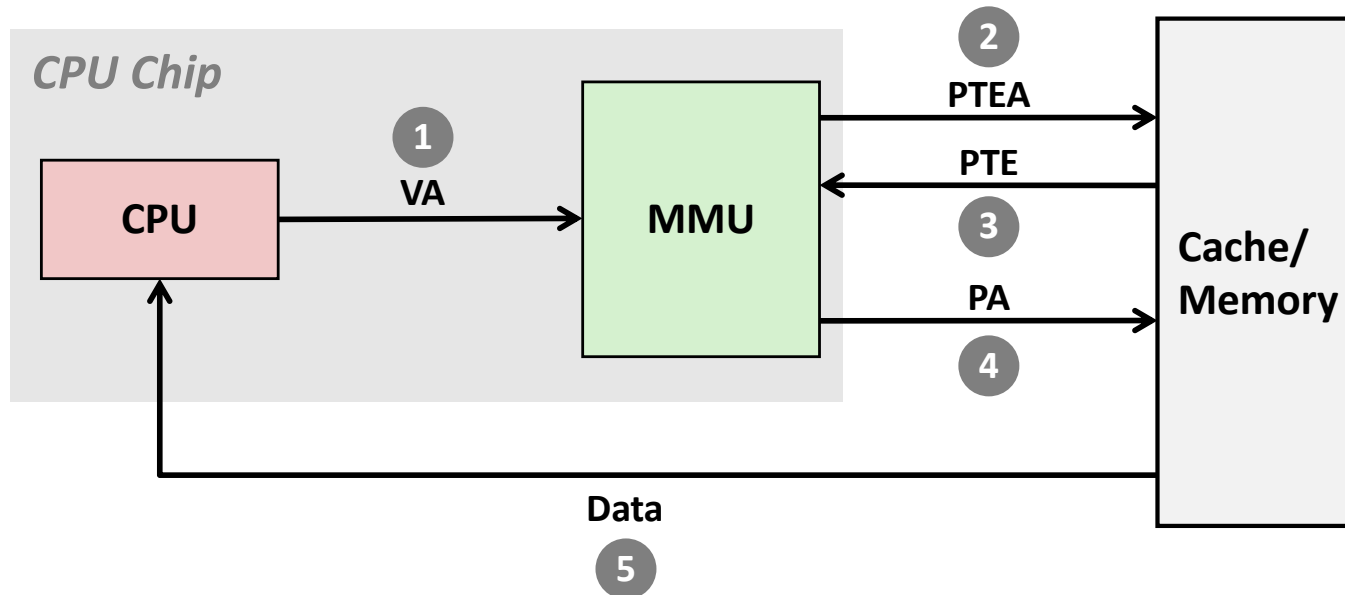 2
CPU Chip
PTEA
1
PTE
VA
CPU
MMU
3
Cache/
Memory
PA
4
Data
5